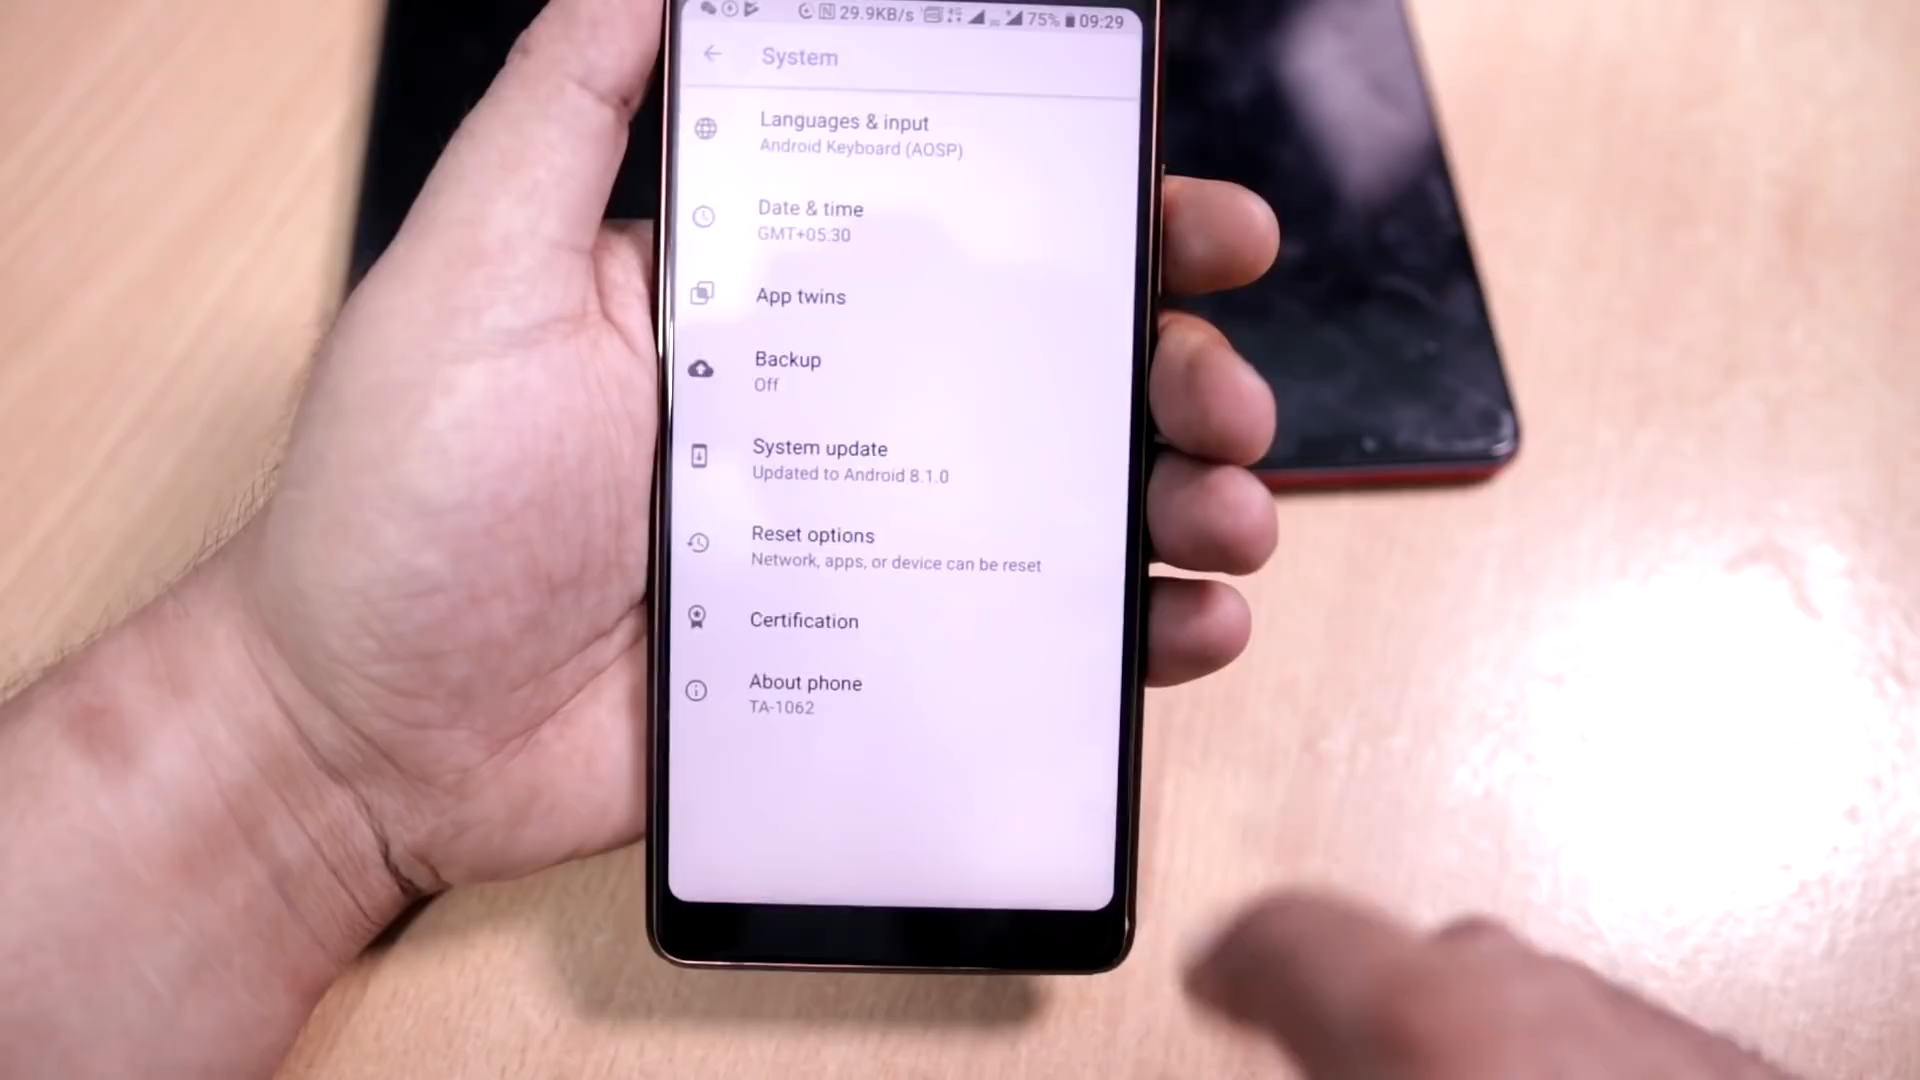 29.9KB/s 75% 09:29
System
Languages & input
Android Keyboard (AOSP)
Date & time
GMT+05:30
App twins
Backup
Off
System update
Updated to Android 8.1.0
Reset options
Network, apps, or device can be reset
Certification
About phone
TA-1062